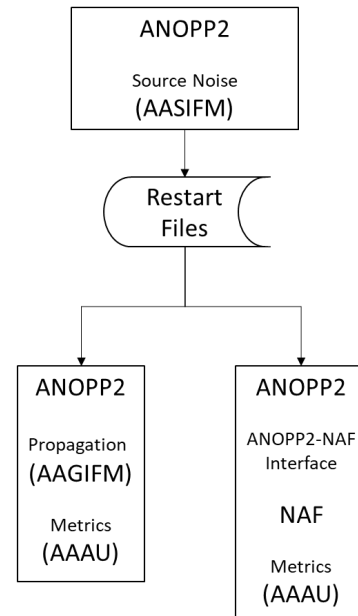 ANOPP2
Source Noise
(AASIFM)
Restart
Files
ANOPP2
Propagation
(AAGIFM)
Metrics
(AAAU)
ANOPP2
ANOPP2-NAF
Interface
NAF
Metrics
(AAAU)